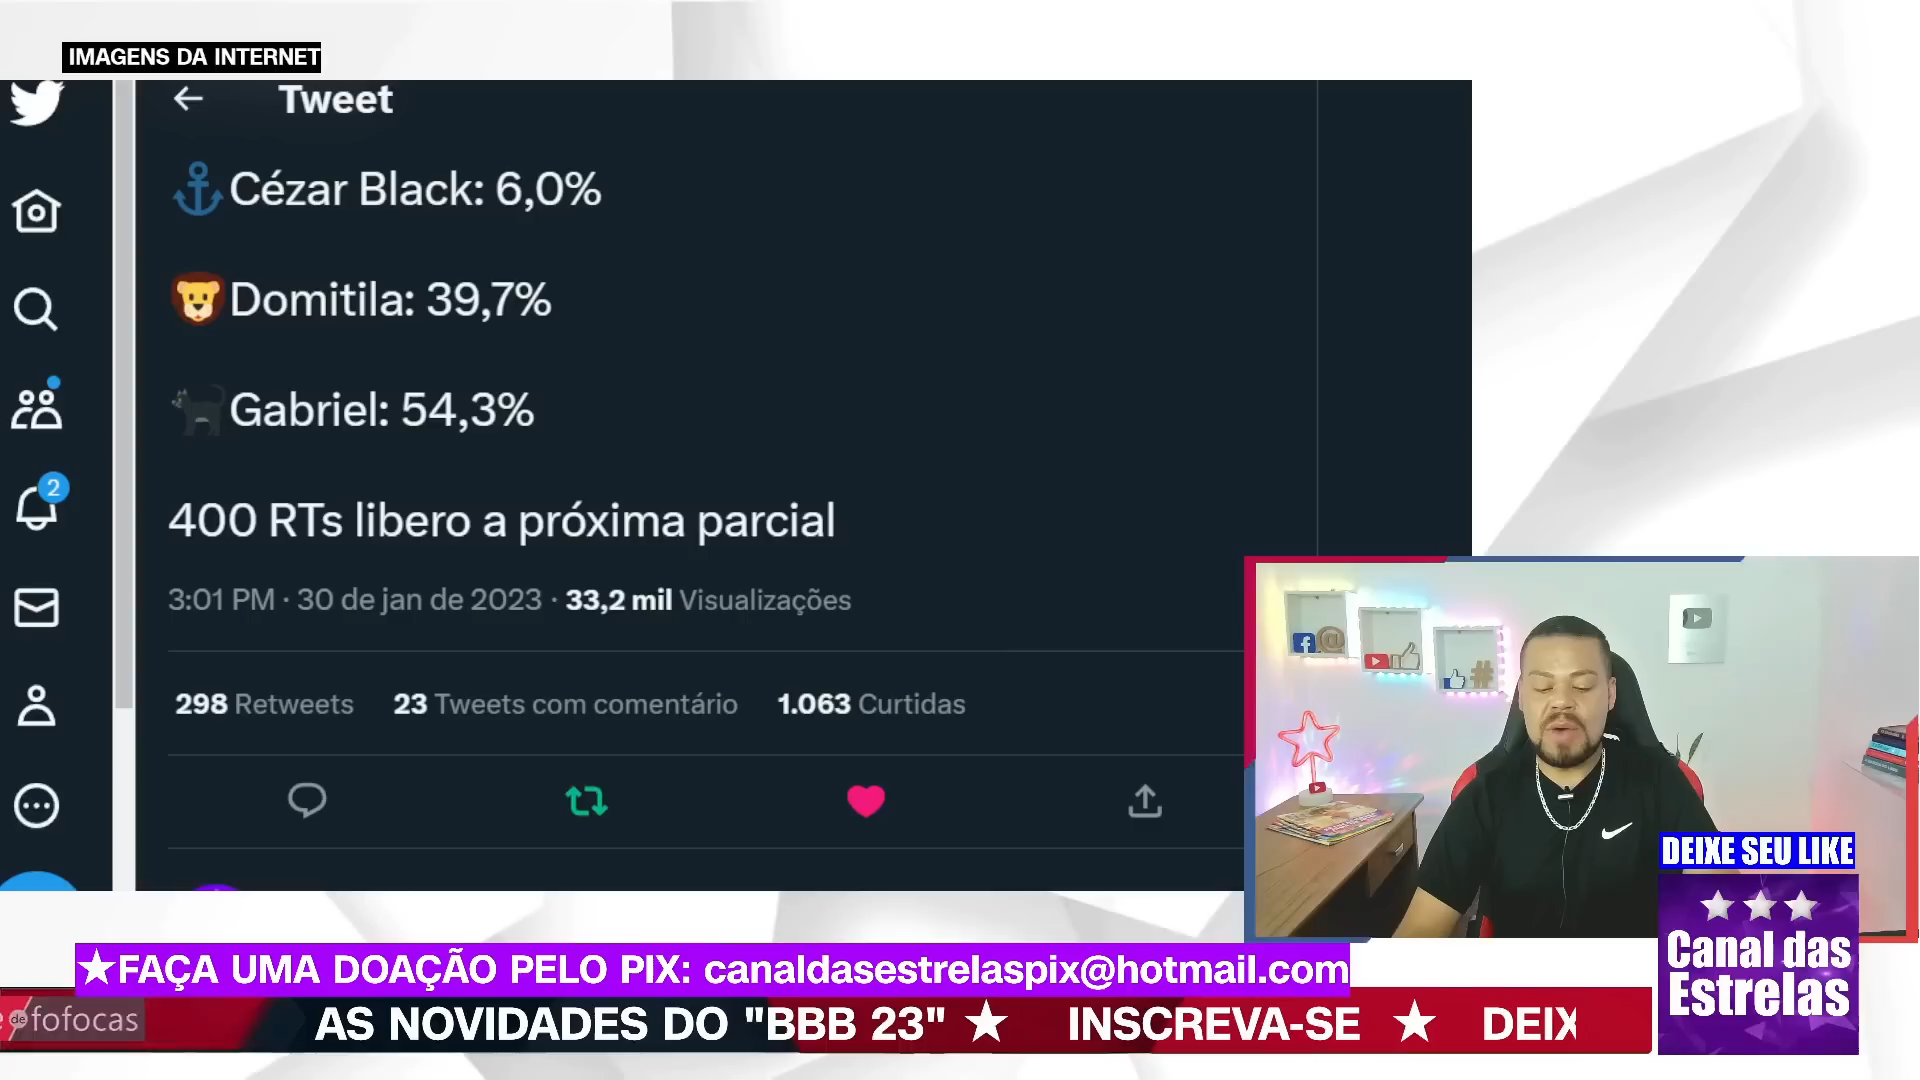 IMAGENS DA INTERNET
Tweet
Cézar Black: 6,0%
Domitila: 39,7%
Gabriel: 54,3%
400 RTs libero a próxima parcial
3:01 PM · 30 de jan de 2023 · 33,2 mil Visualizações
298 Retweets 23 Tweets com comentário 1.063 Curtidas
2
DEIXE SEU LIKE
Canal das
Estrelas
★FAÇA UMA DOAÇÃO PELO PIX: canaldasestrelaspix@hotmail.com
e de fofocas
AS NOVIDADES DO "BBB 23" ★ INSCREVA-SE ★ DEIX